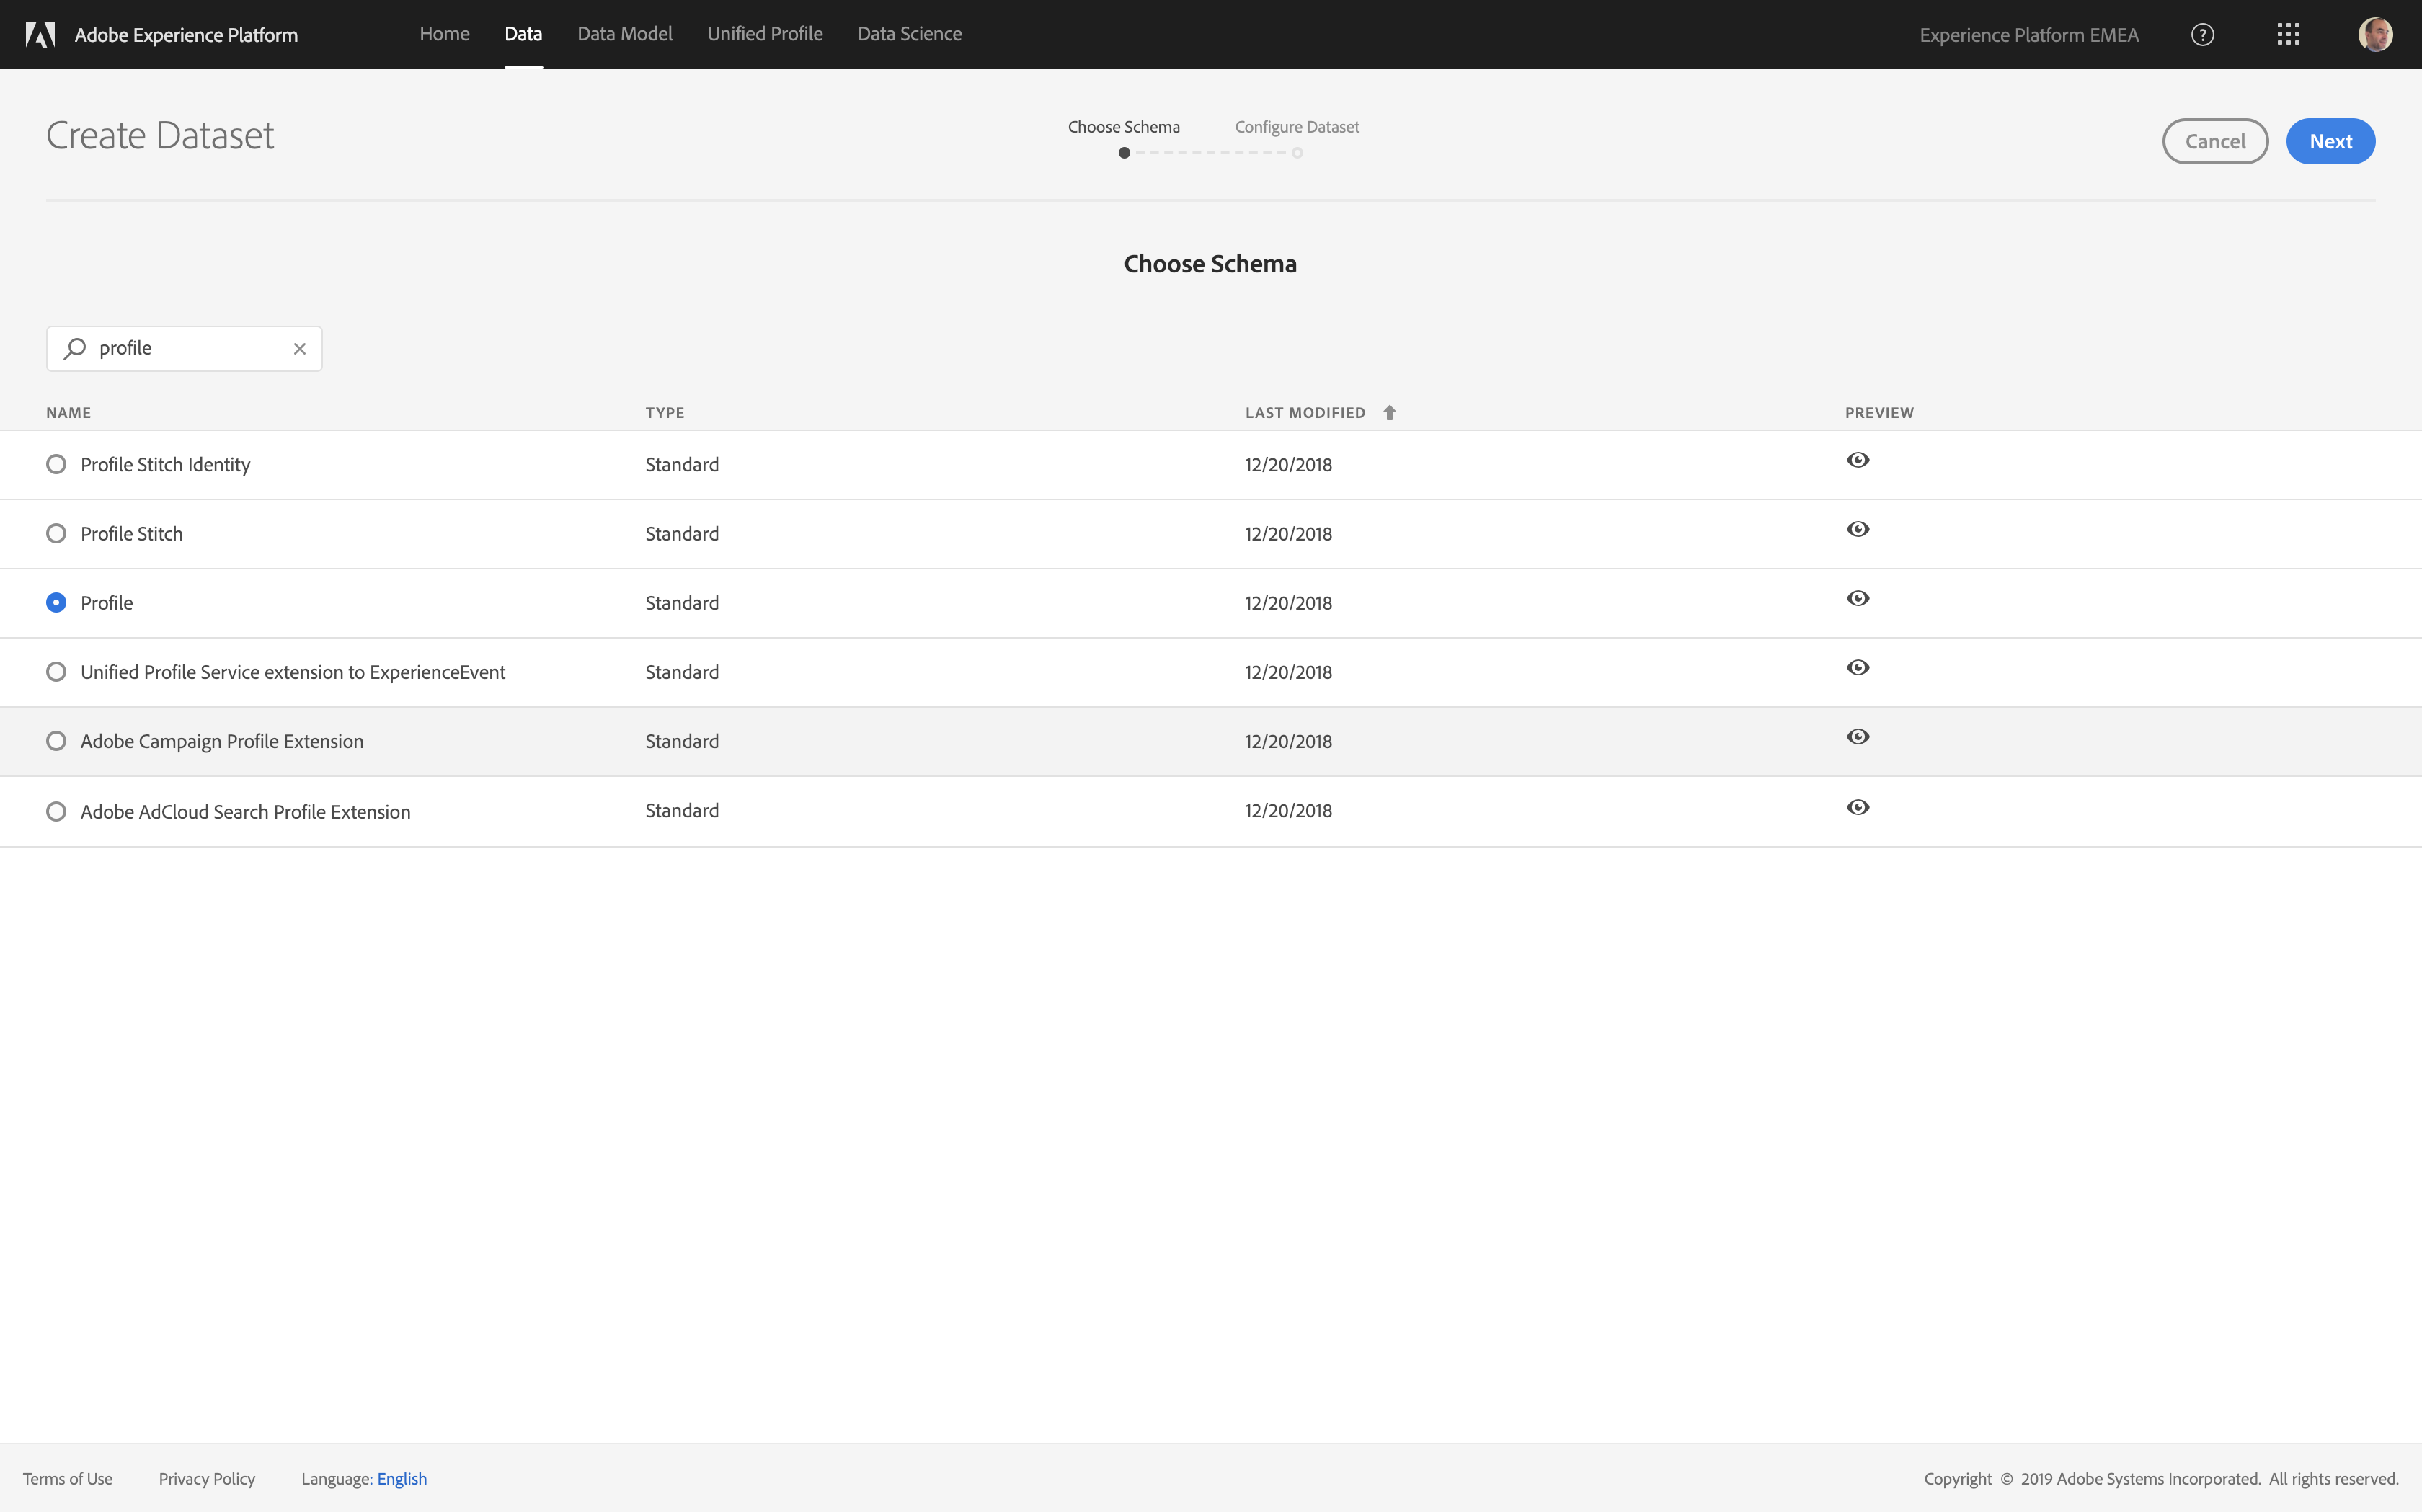 Adobe Experience Platform Home Data Data Model Unified Profile Data Science Experience Platform EMEA ?
Create Dataset
Choose Schema Configure Dataset
Cancel Next
Choose Schema
profile
NAME TYPE LAST MODIFIED PREVIEW
Profile Stitch Identity Standard 12/20/2018
Profile Stitch Standard 12/20/2018
Profile Standard 12/20/2018
Unified Profile Service extension to ExperienceEvent Standard 12/20/2018
Adobe Campaign Profile Extension Standard 12/20/2018
Adobe AdCloud Search Profile Extension Standard 12/20/2018
Terms of Use Privacy Policy Language: English Copyright © 2019 Adobe Systems Incorporated. All rights reserved.